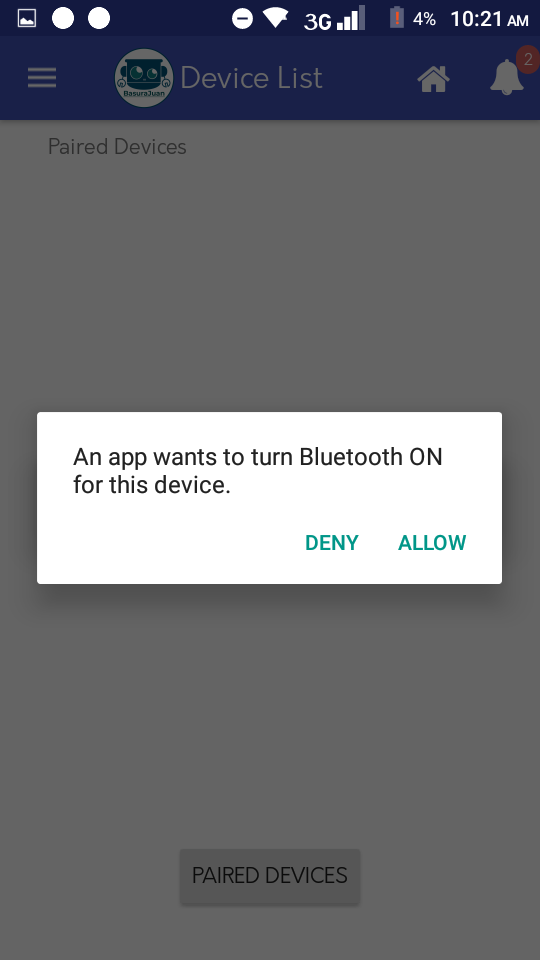 3G 4% 10:21 AM
BasuraJuan Device List 2
Paired Devices
An app wants to turn Bluetooth ON
for this device.
DENY ALLOW
PAIRED DEVICES